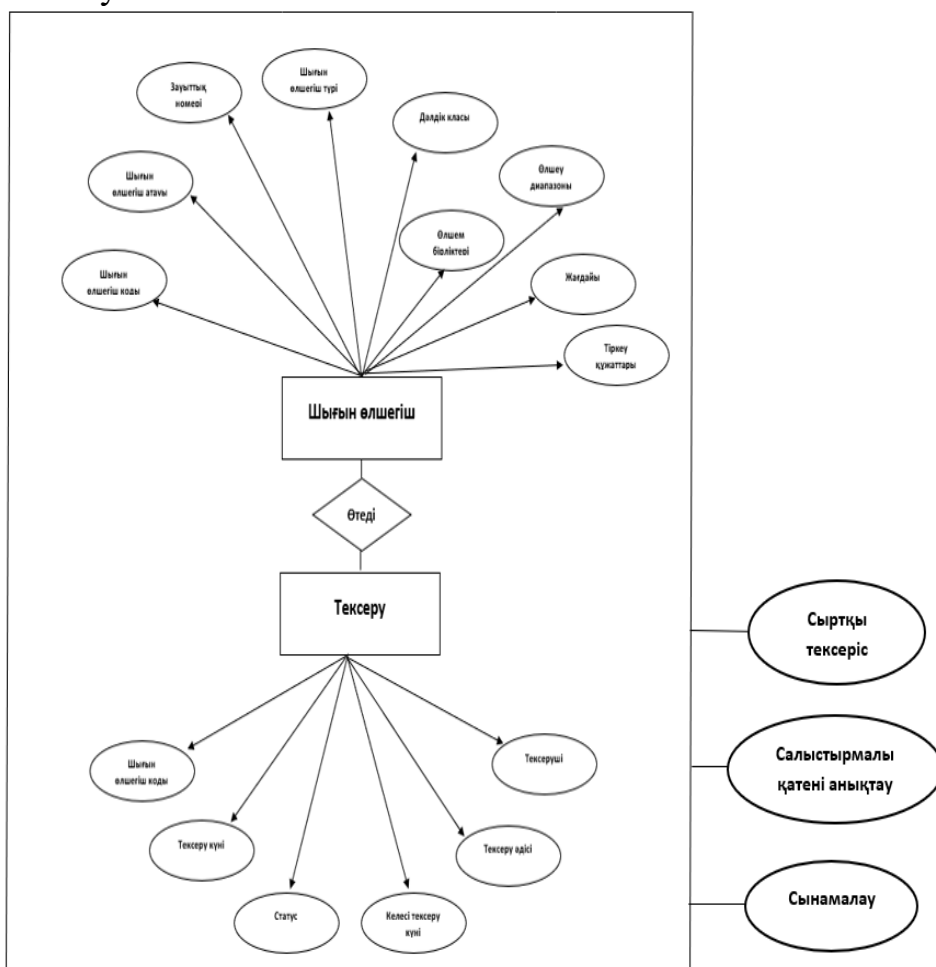 Шығын
өлшегіш түрі
Зауыттық
номері
Дәлдік класы
Шығын
өлшегіш атауы
Өлшеу
диапазоны
Өлшем
бірліктері
Шығын
өлшегіш коды
Жағдайы
Тіркеу
құжаттары
Шығын өлшегіш
Өтеді
Тексеру
Сыртқы
тексеріс
Шығын
өлшегіш коды
Тексеруші
Салыстырмалы
қатені анықтау
Тексеру күні
Тексеру әдісі
Статус
Келесі тексеру
күні
Сынамалау